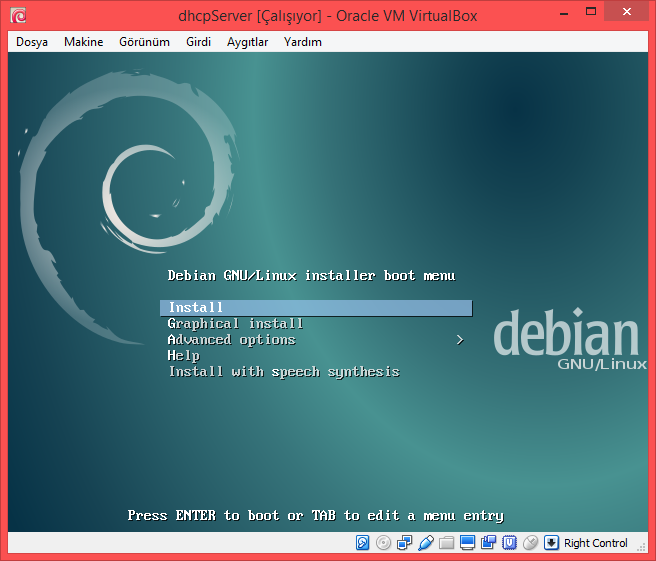 dhcpServer [Çalışıyor] - Oracle VM VirtualBox
Dosya Makine Görünüm Girdi Aygıtlar Yardım
Debian GNU/Linux installer boot menu
Install
Graphical install
Advanced options >
Help
Install with speech synthesis
debian
GNU/Linux
Press ENTER to boot or TAB to edit a menu entry
Right Control